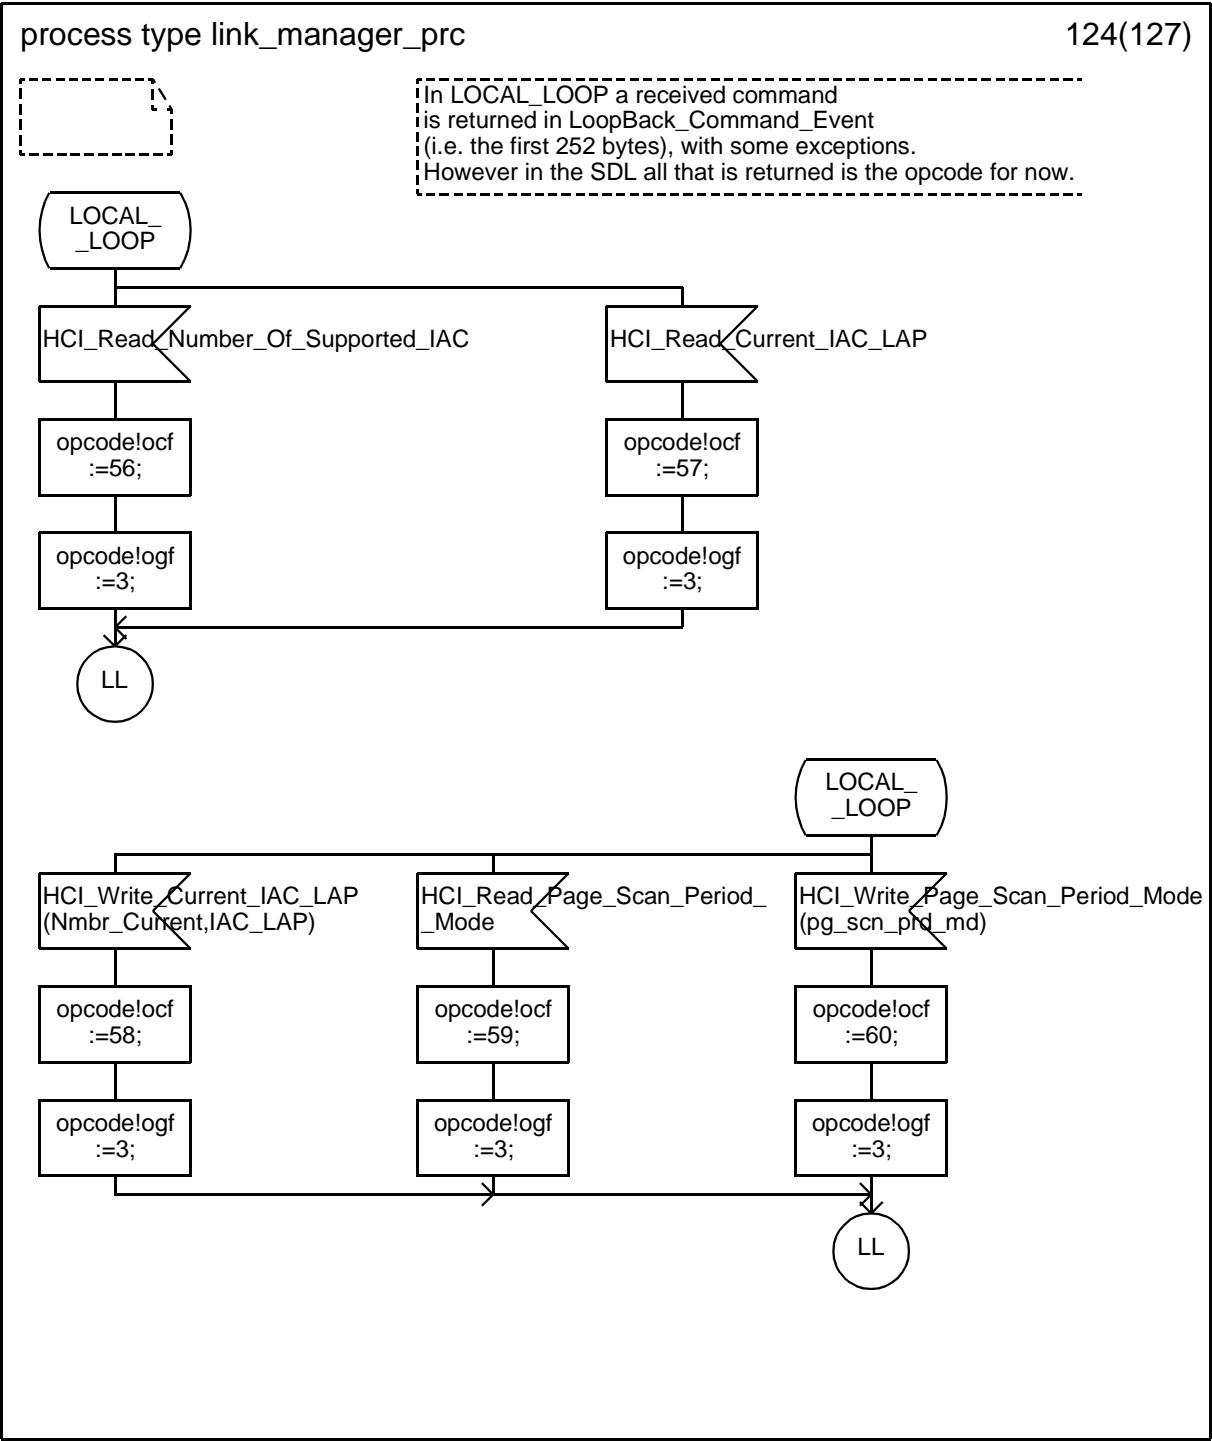 process type link_manager_prc
124(127)
In LOCAL_LOOP a received command
is returned in LoopBack_Command_Event
(i.e. the first 252 bytes), with some exceptions.
However in the SDL all that is returned is the opcode for now.
LOCAL_
_LOOP
HCI_Read_Number_Of_Supported_IAC
HCI_Read_Current_IAC_LAP
opcode!ocf
:=56;
opcode!ocf
:=57;
opcode!ogf
:=3;
opcode!ogf
:=3;
LL
LOCAL_
_LOOP
HCI_Write_Current_IAC_LAP
(Nmbr_Current,IAC_LAP)
HCI_Read_Page_Scan_Period_
_Mode
HCI_Write_Page_Scan_Period_Mode
(pg_scn_prd_md)
opcode!ocf
:=58;
opcode!ocf
:=59;
opcode!ocf
:=60;
opcode!ogf
:=3;
opcode!ogf
:=3;
opcode!ogf
:=3;
LL